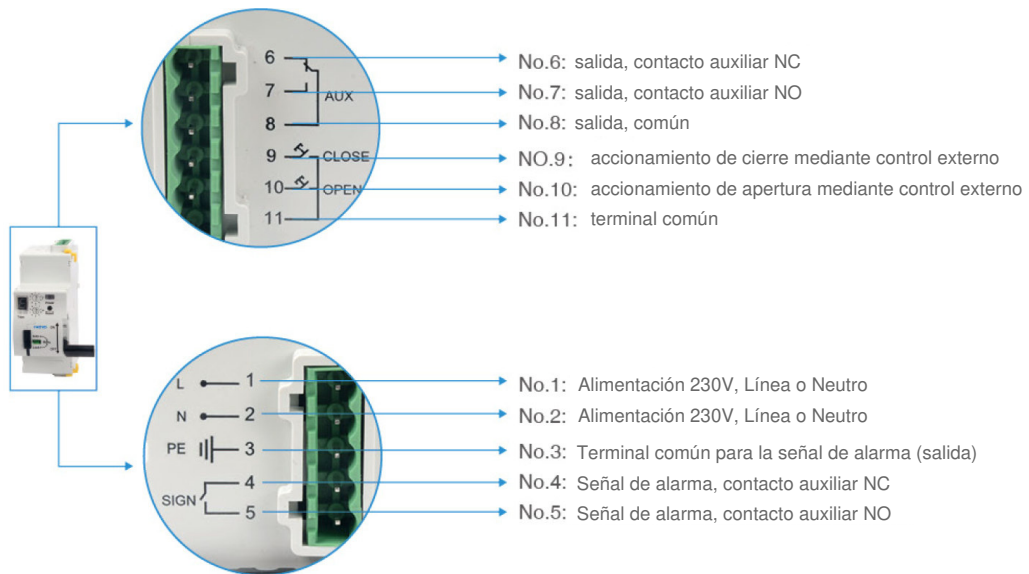 6
7
AUX
8
9 CLOSE
10 OPEN
11
No.6: salida, contacto auxiliar NC
No.7: salida, contacto auxiliar NO
No.8: salida, común
NO.9: accionamiento de cierre mediante control externo
No.10: accionamiento de apertura mediante control externo
No.11: terminal común
L 1
N 2
PE 3
4
SIGN
5
No.1: Alimentación 230V, Línea o Neutro
No.2: Alimentación 230V, Línea o Neutro
No.3: Terminal común para la señal de alarma (salida)
No.4: Señal de alarma, contacto auxiliar NC
No.5: Señal de alarma, contacto auxiliar NO